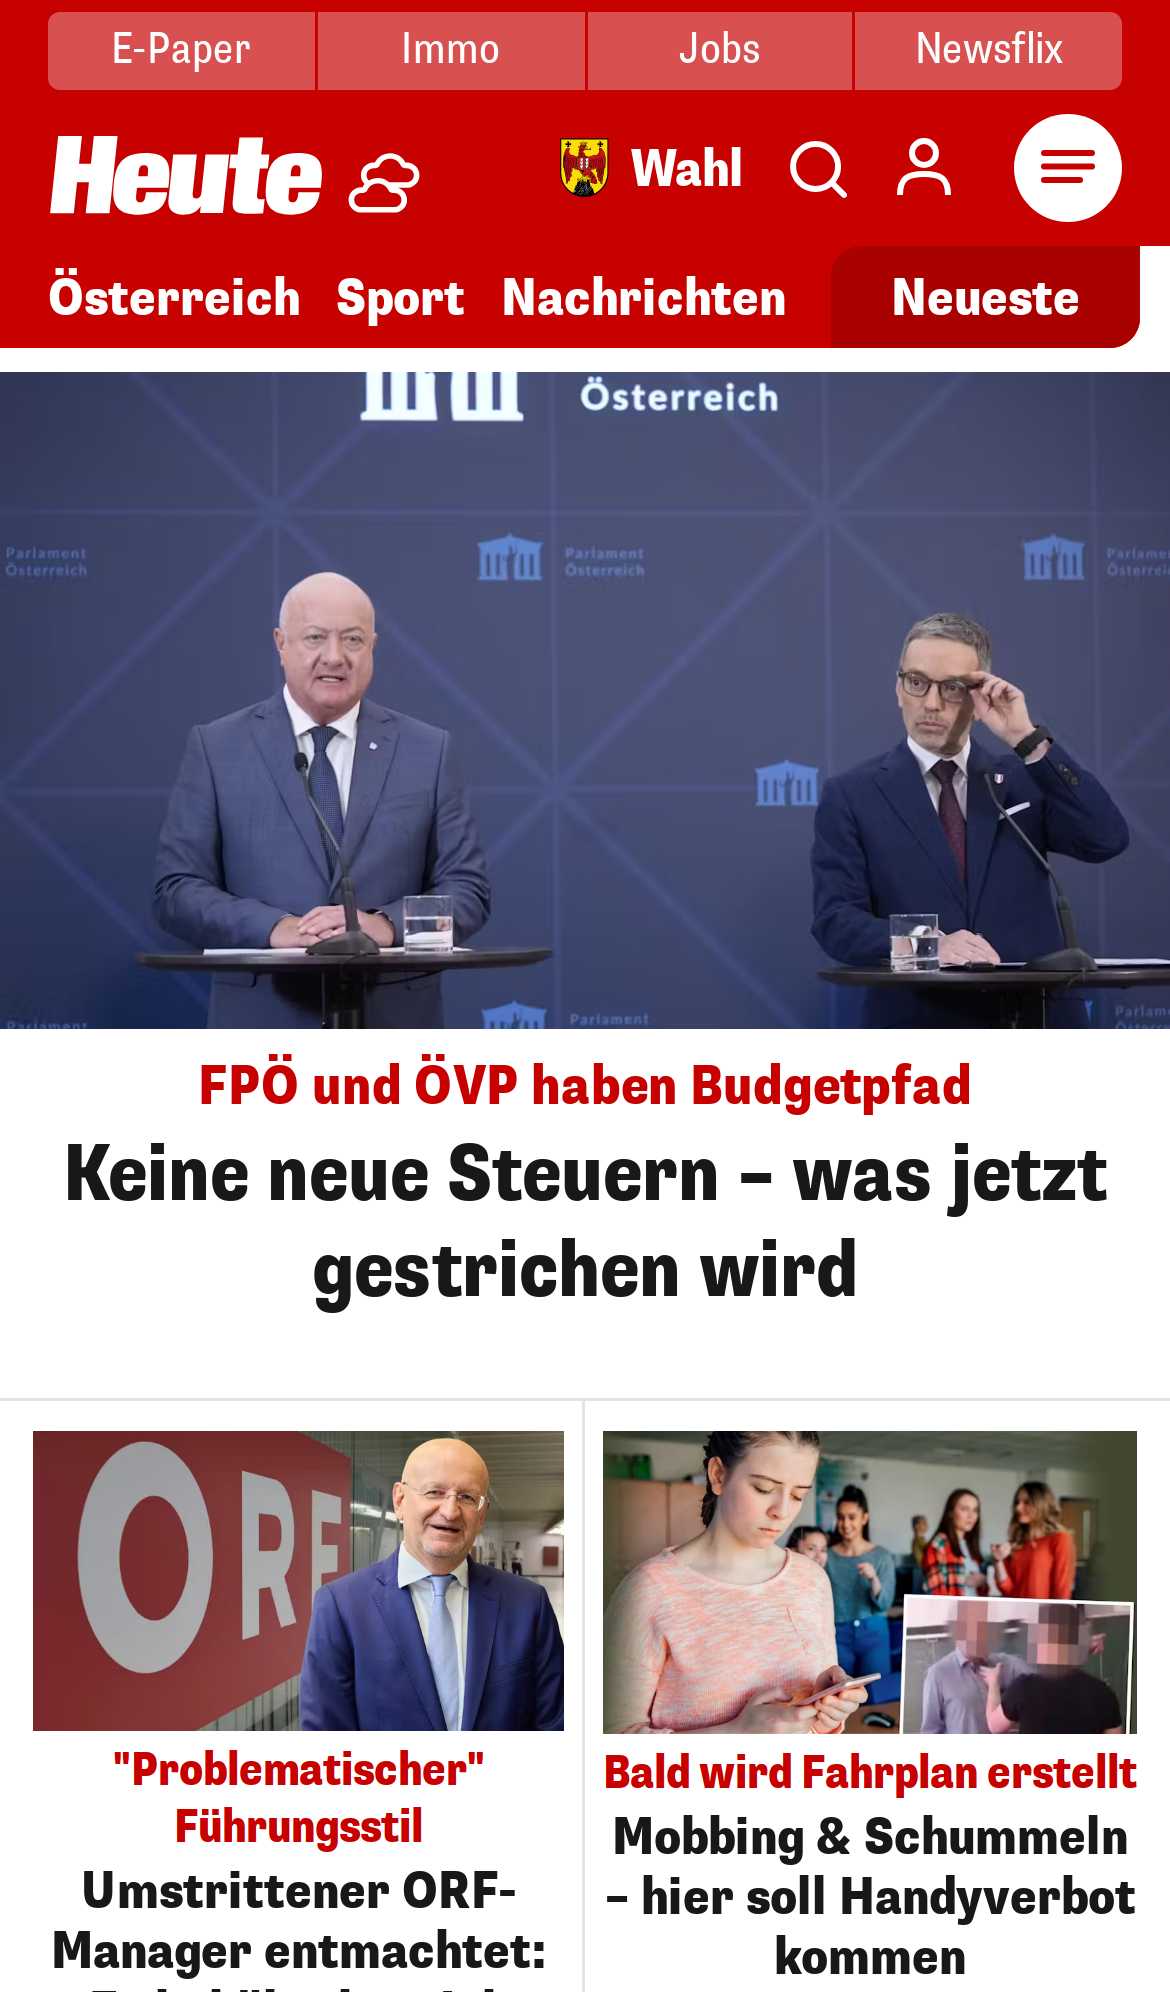 E-Paper
Immo
Jobs
Newsflix
Heute
Wahl
Österreich
Sport
Nachrichten
Neueste
Österreich
Parlament
Österreich
Parlament
Österreich
Parlament
FPÖ und ÖVP haben Budgetpfad
Keine neue Steuern – was jetzt
gestrichen wird
ORF
"Problematischer"
Führungsstil
Umstrittener ORF-
Manager entmachtet:
Bald wird Fahrplan erstellt
Mobbing & Schummeln
– hier soll Handyverbot
kommen